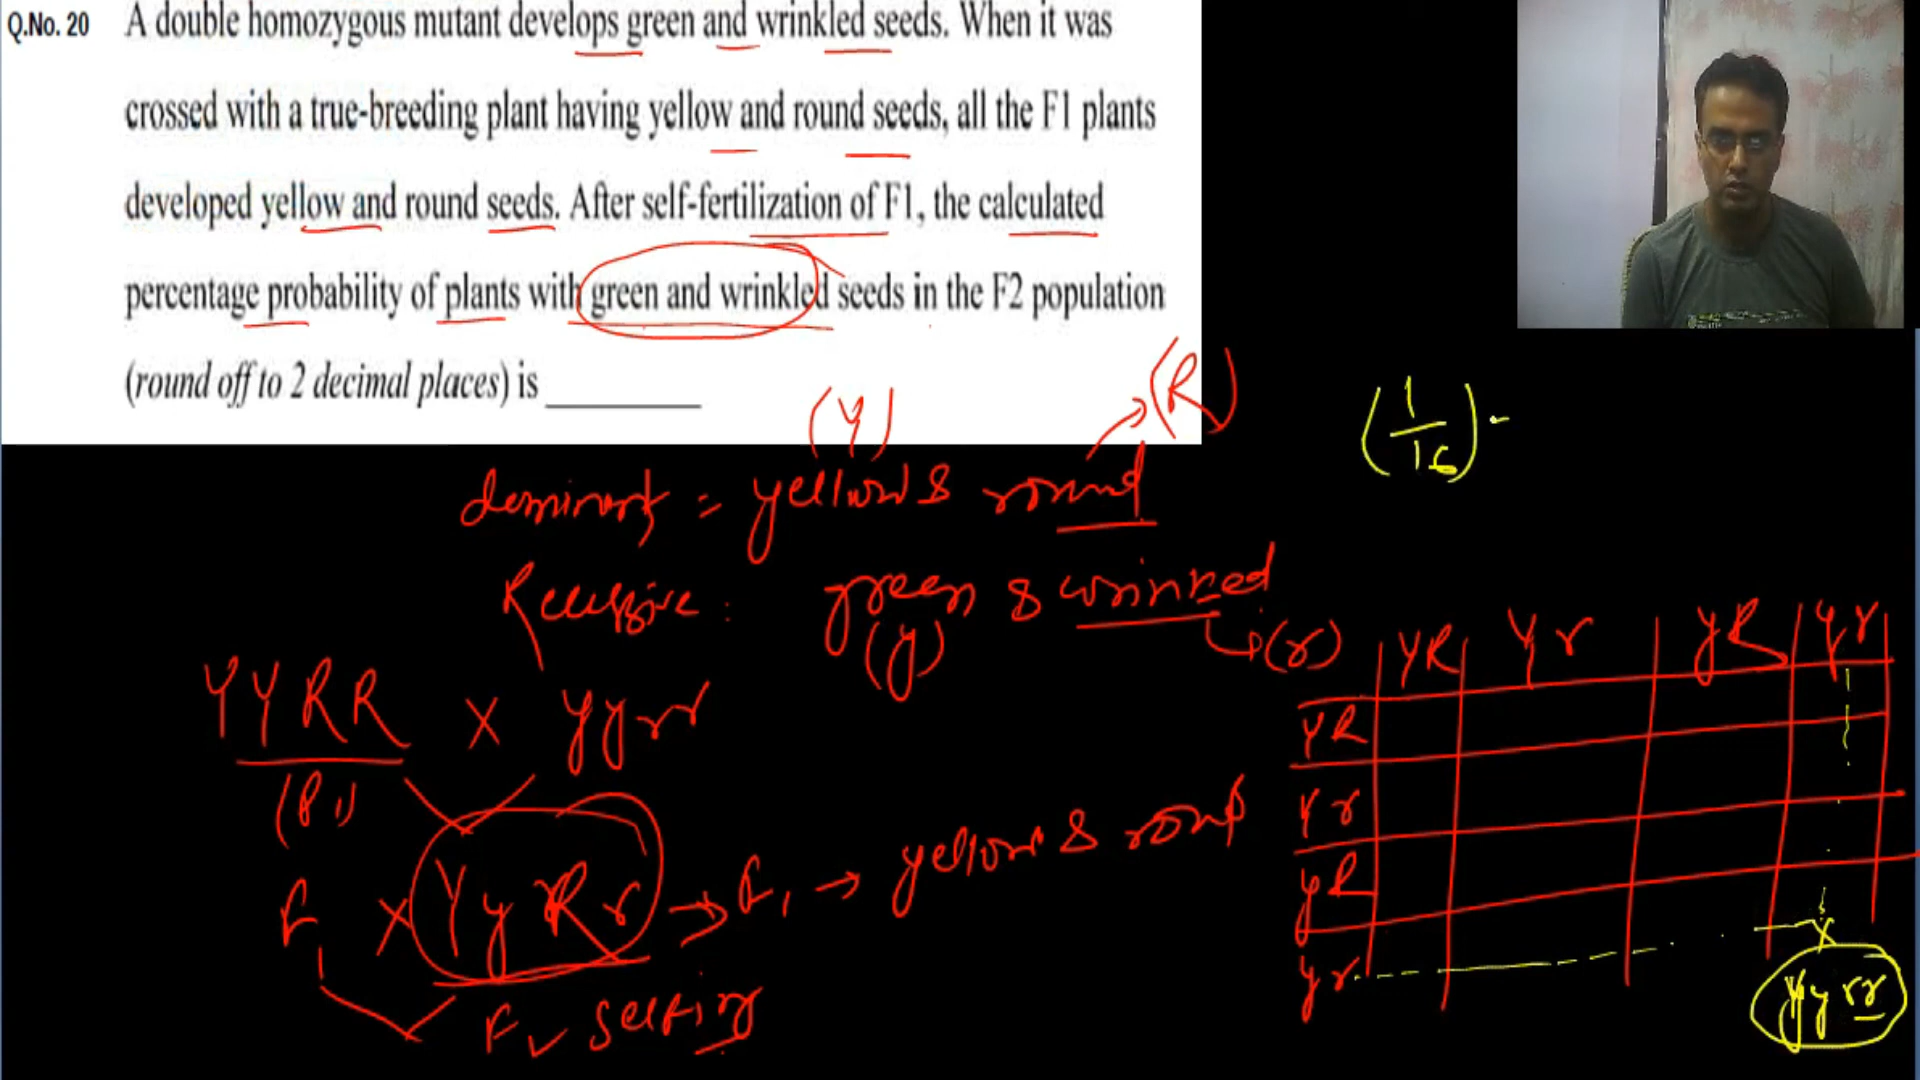 Q.No. 20 A double homozygous mutant develops green and wrinkled seeds. When it was
crossed with a true-breeding plant having yellow and round seeds, all the F1 plants
developed yellow and round seeds. After self-fertilization of F1, the calculated
percentage probability of plants with green and wrinkled seeds in the F2 population
(round off to 2 decimal places) is ________
(Y) (R)
(1/16)
dominant = yellow & round
Recessive : green & wrinked
(y) (r)
YYRR X yyrr
(P1)
F1 X YyRr → F1 → yellow & round
F2 selfing
YR Yr yR yr
YR
Yr
yR
yr
yyrr